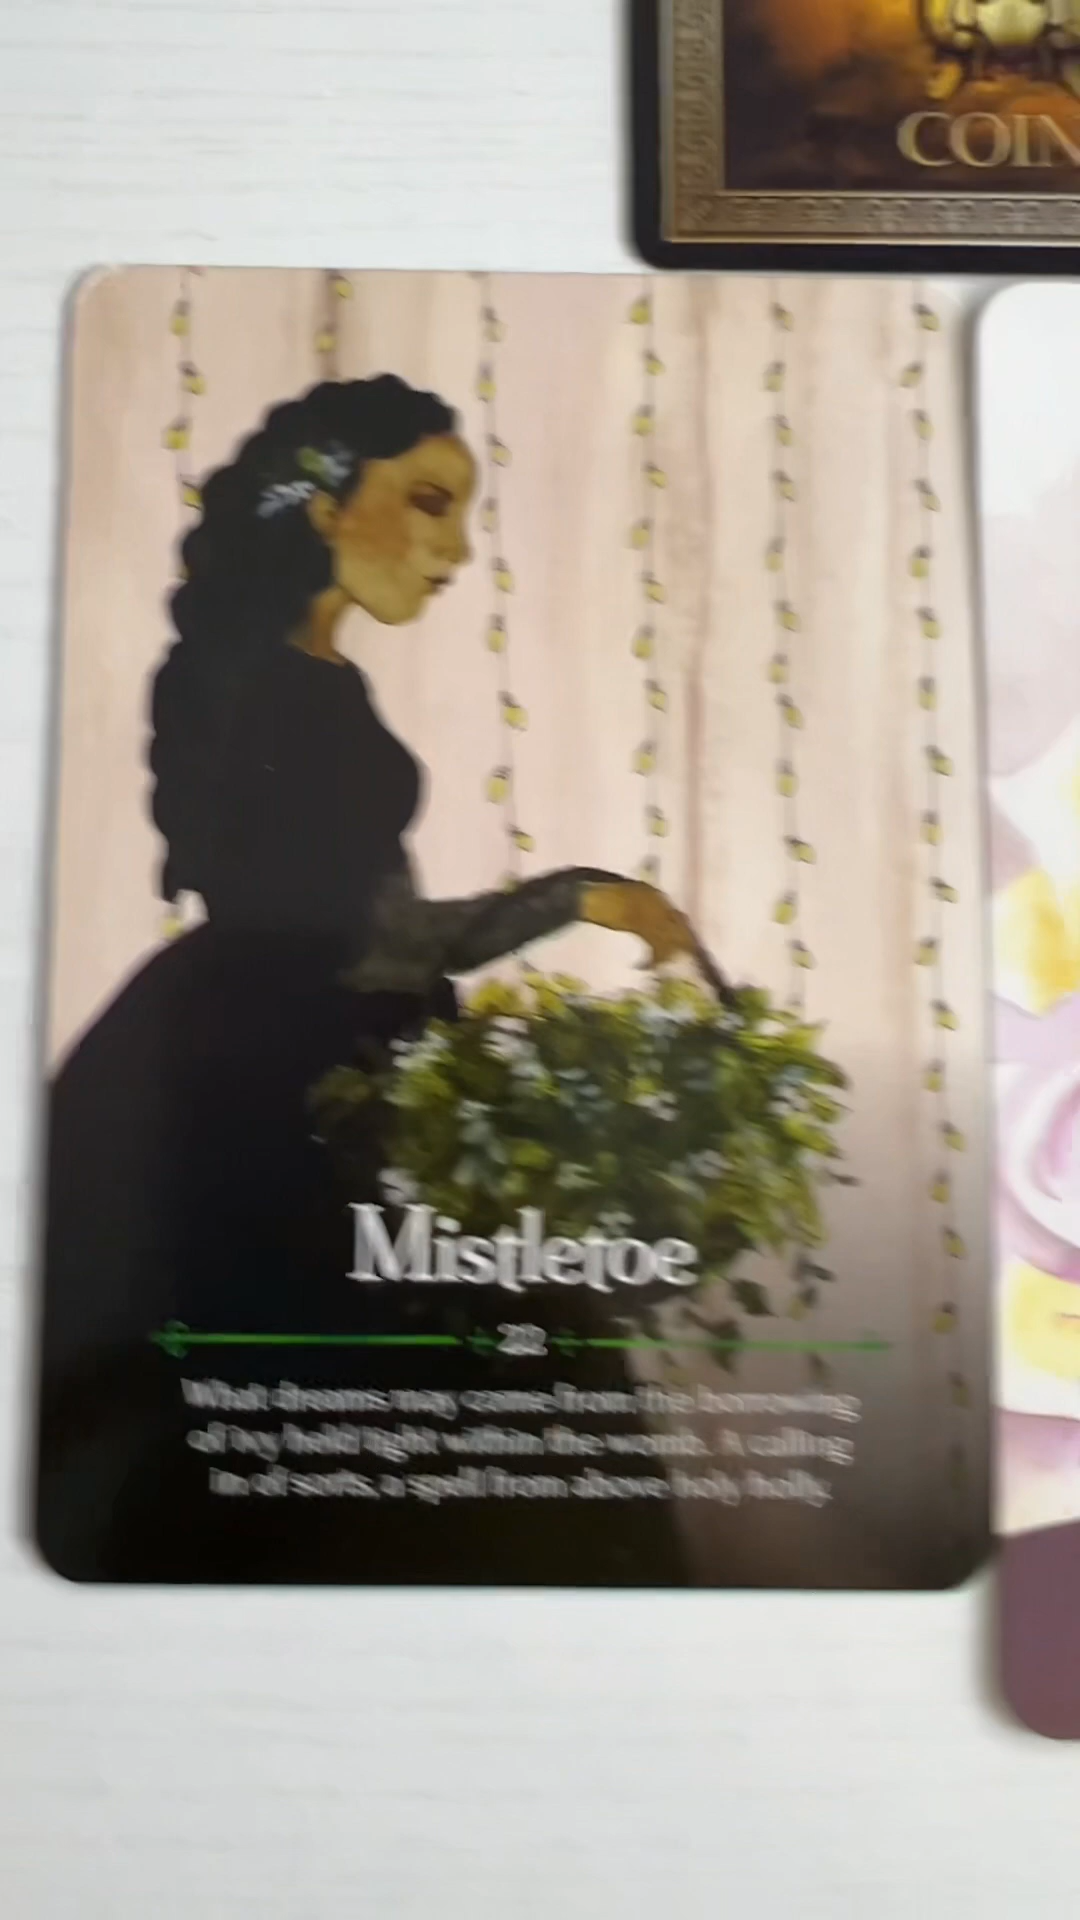 COIN
Mistletoe
22
What dreams may come from the borrowing
of ivy held tight within the womb. A calling
in of sorts, a spell from above holy holly.